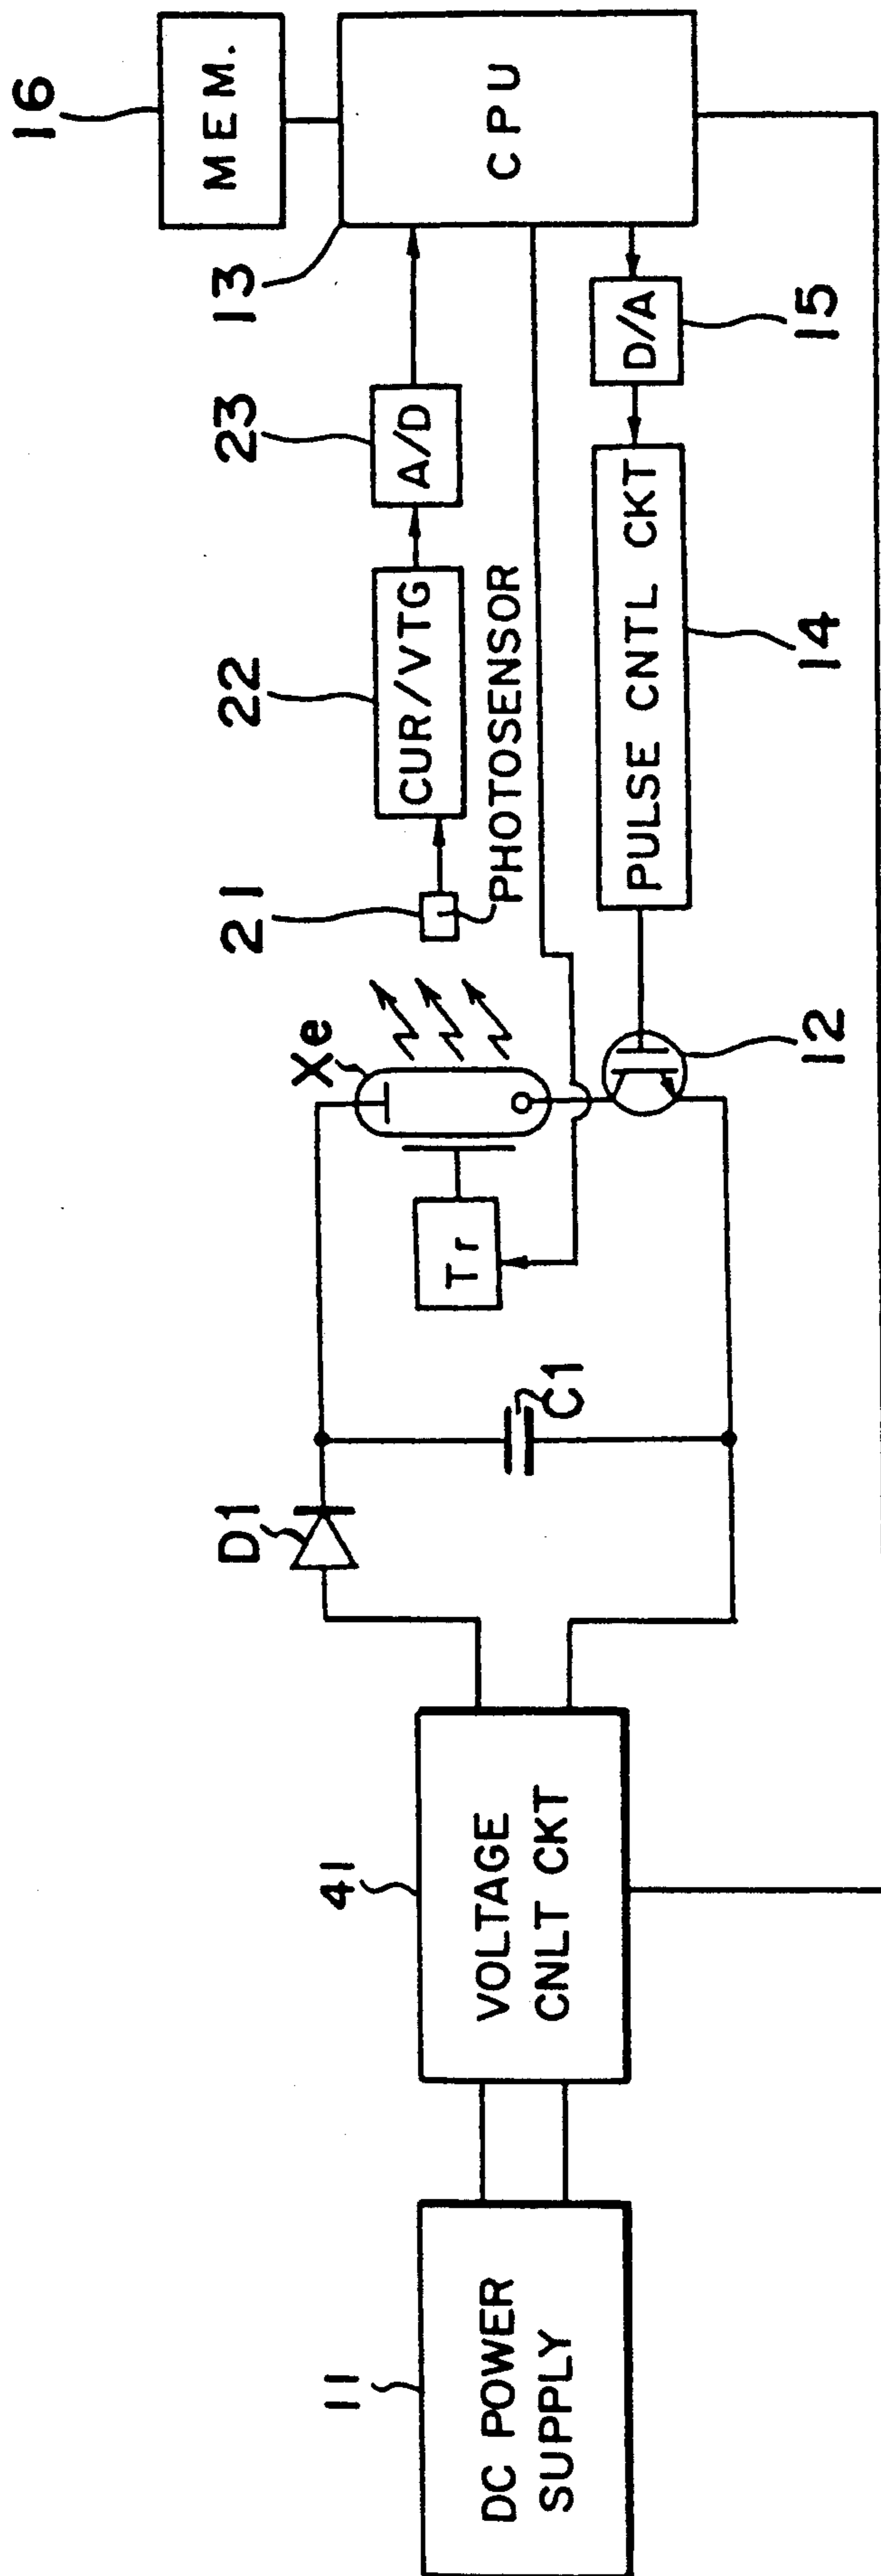 11
DC POWER
SUPPLY
41
VOLTAGE
CNLT CKT
D1
C1
Tr
Xe
12
21
PHOTOSENSOR
22
CUR/VTG
23
A/D
14
PULSE CNTL CKT
15
D/A
13
CPU
16
MEM.